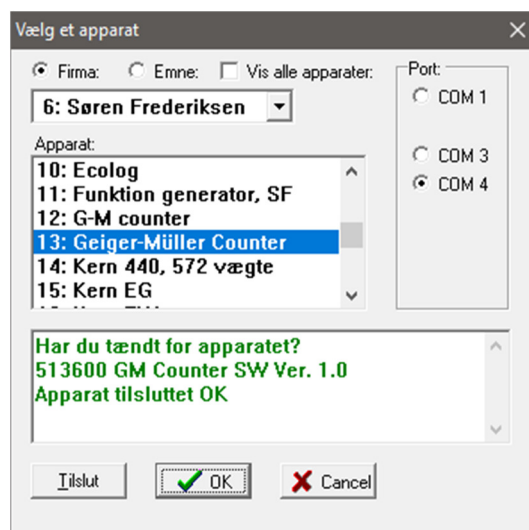 Vælg et apparat
Firma: Emne: Vis alle apparater:
6: Søren Frederiksen
Apparat:
10: Ecolog
11: Funktion generator, SF
12: G-M counter
13: Geiger-Müller Counter
14: Kern 440, 572 vægte
15: Kern EG
Port:
COM 1
COM 3
COM 4
Har du tændt for apparatet?
513600 GM Counter SW Ver. 1.0
Apparat tilsluttet OK
Tilslut OK Cancel